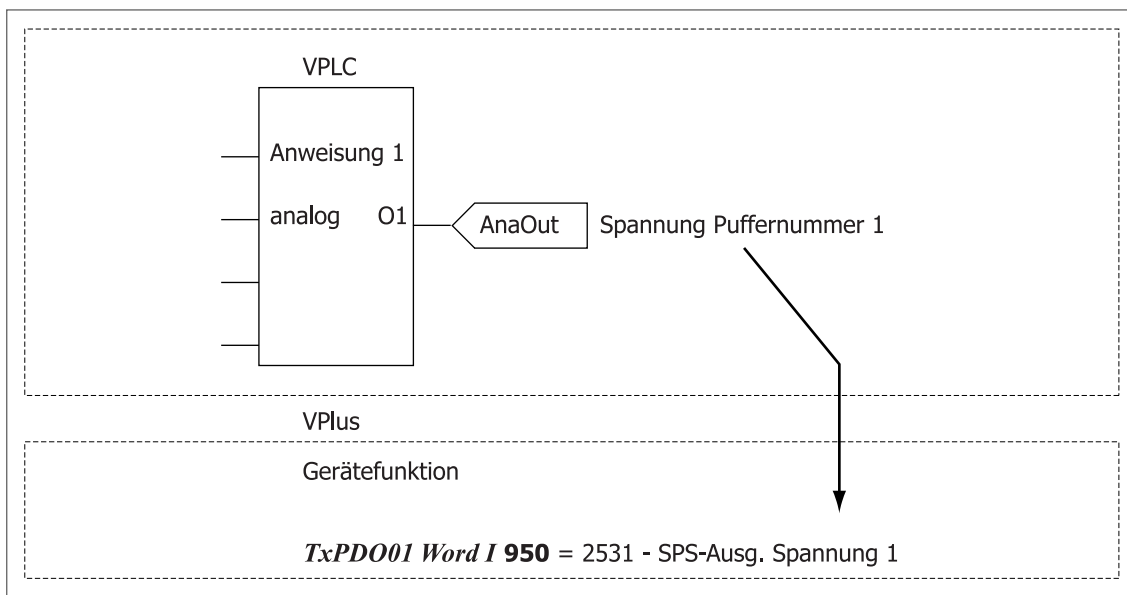 VPLC
Anweisung 1
analog O1
AnaOut Spannung Puffernummer 1
VPlus
Gerätefunktion
TxPDO01 Word I 950 = 2531 - SPS-Ausg. Spannung 1